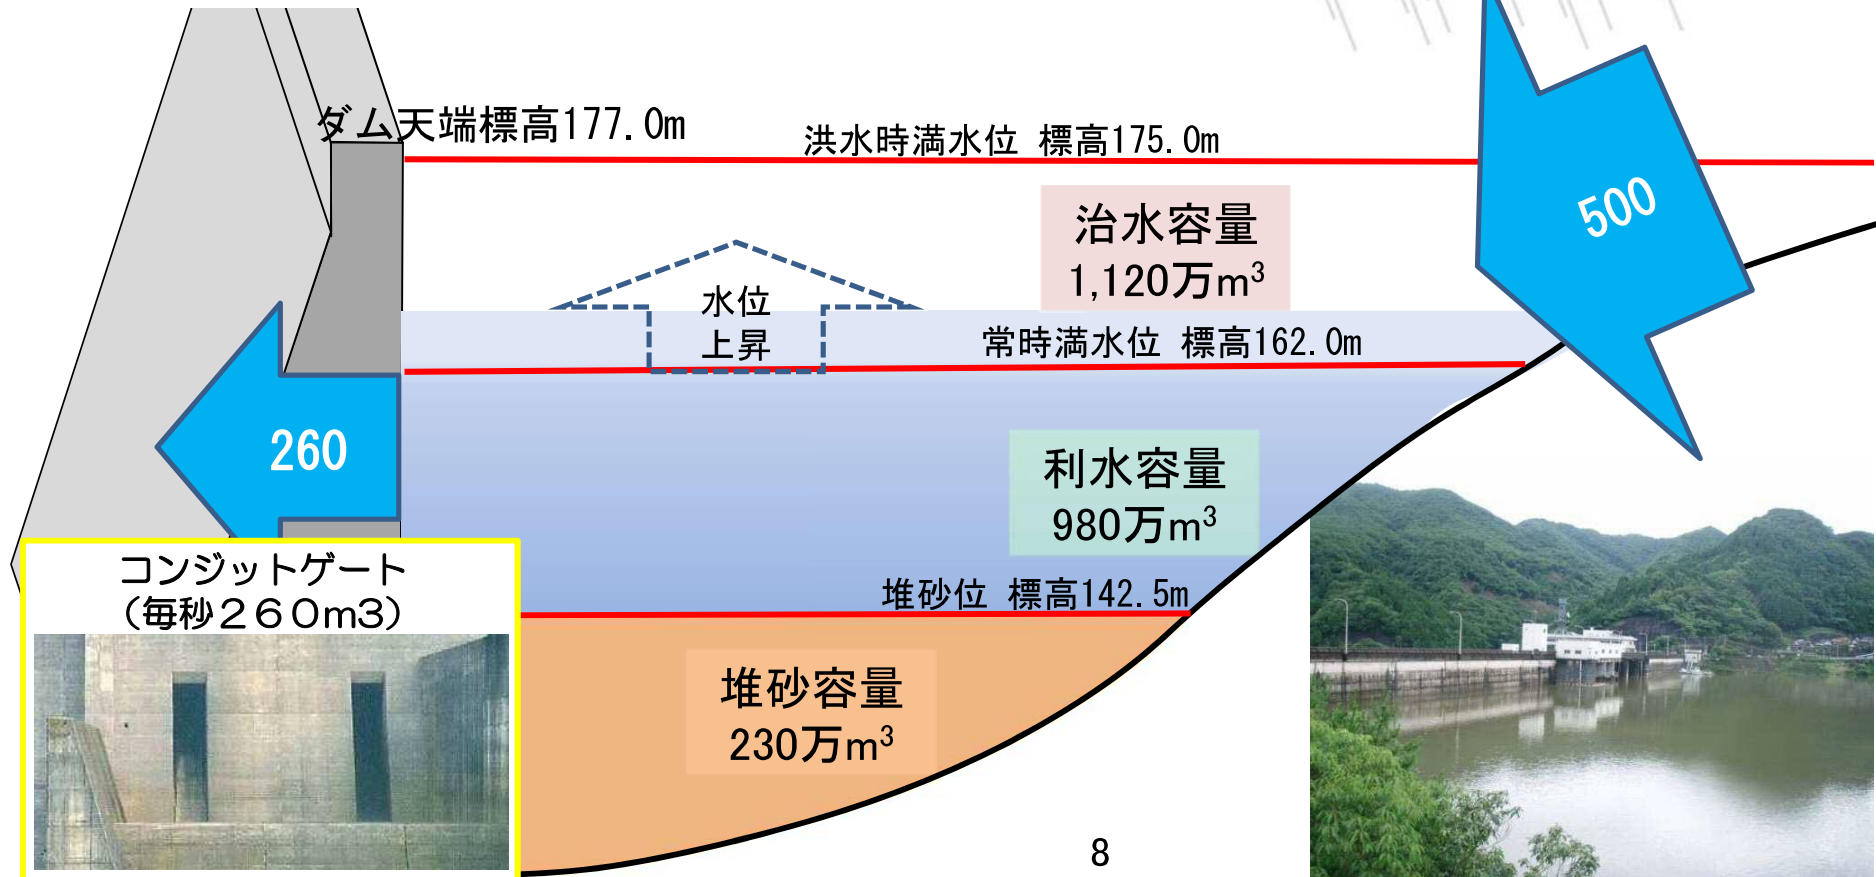 ダム天端標高177.0m
洪水時満水位 標高175.0m
500
治水容量
1,120万m³
水位
上昇
常時満水位 標高162.0m
260
利水容量
980万m³
コンジットゲート
（毎秒２６０m3）
堆砂位 標高142.5m
堆砂容量
230万m³
8